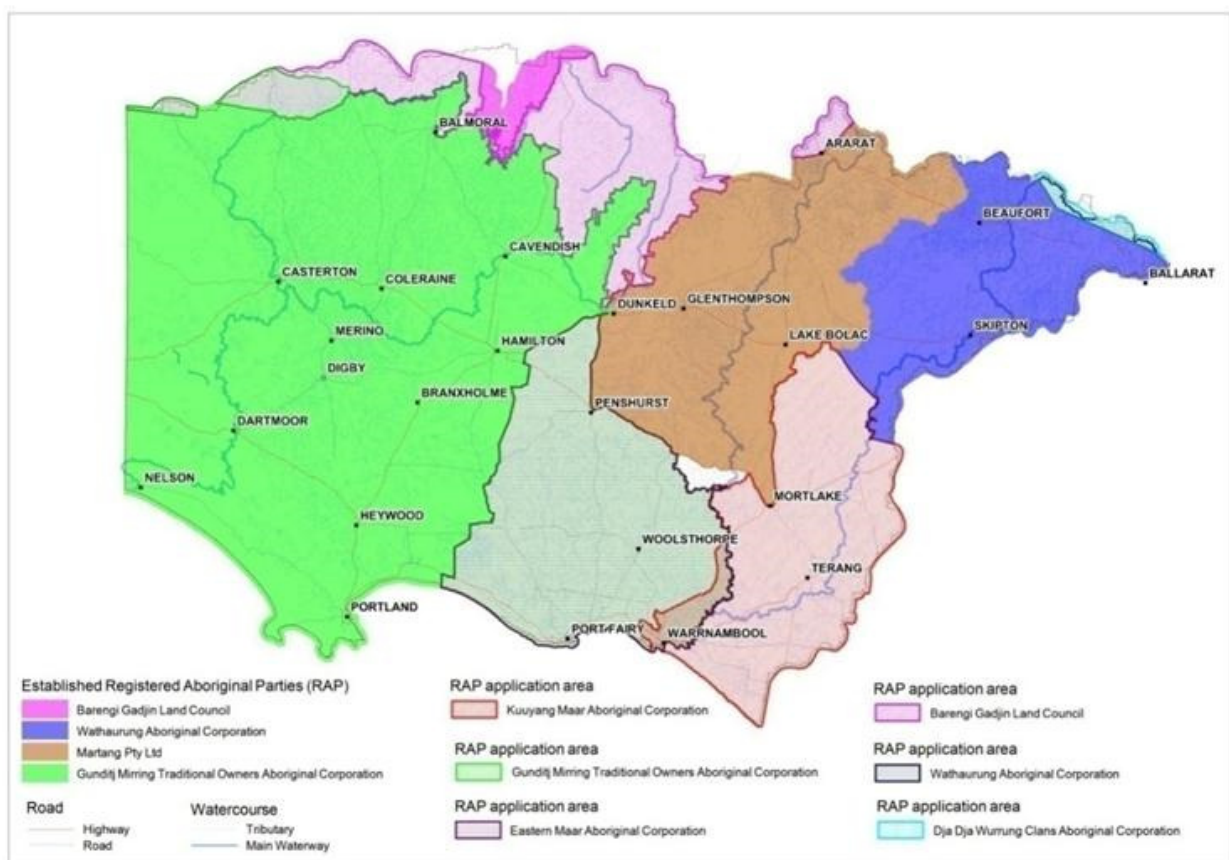 BALMORAL
ARARAT
BEAUFORT
CAVENDISH
BALLARAT
CASTERTON
COLERAINE
DUNKELD
GLENTHOMPSON
SKIPTON
MERINO
HAMILTON
LAKE BOLAC
DIGBY
BRANXHOLME
PENSHURST
DARTMOOR
NELSON
MORTLAKE
HEYWOOD
WOOLSTHORPE
TERANG
PORTLAND
PORT FAIRY
WARRNAMBOOL
Established Registered Aboriginal Parties (RAP)
Barengi Gadjin Land Council
Wathaurung Aboriginal Corporation
Martang Pty Ltd
Gunditj Mirring Traditional Owners Aboriginal Corporation
Road
Highway
Road
Watercourse
Tributary
Main Waterway
RAP application area
Kuuyang Maar Aboriginal Corporation
RAP application area
Gunditj Mirring Traditional Owners Aboriginal Corporation
RAP application area
Eastern Maar Aboriginal Corporation
RAP application area
Barengi Gadjin Land Council
RAP application area
Wathaurung Aboriginal Corporation
RAP application area
Dja Dja Wurrung Clans Aboriginal Corporation